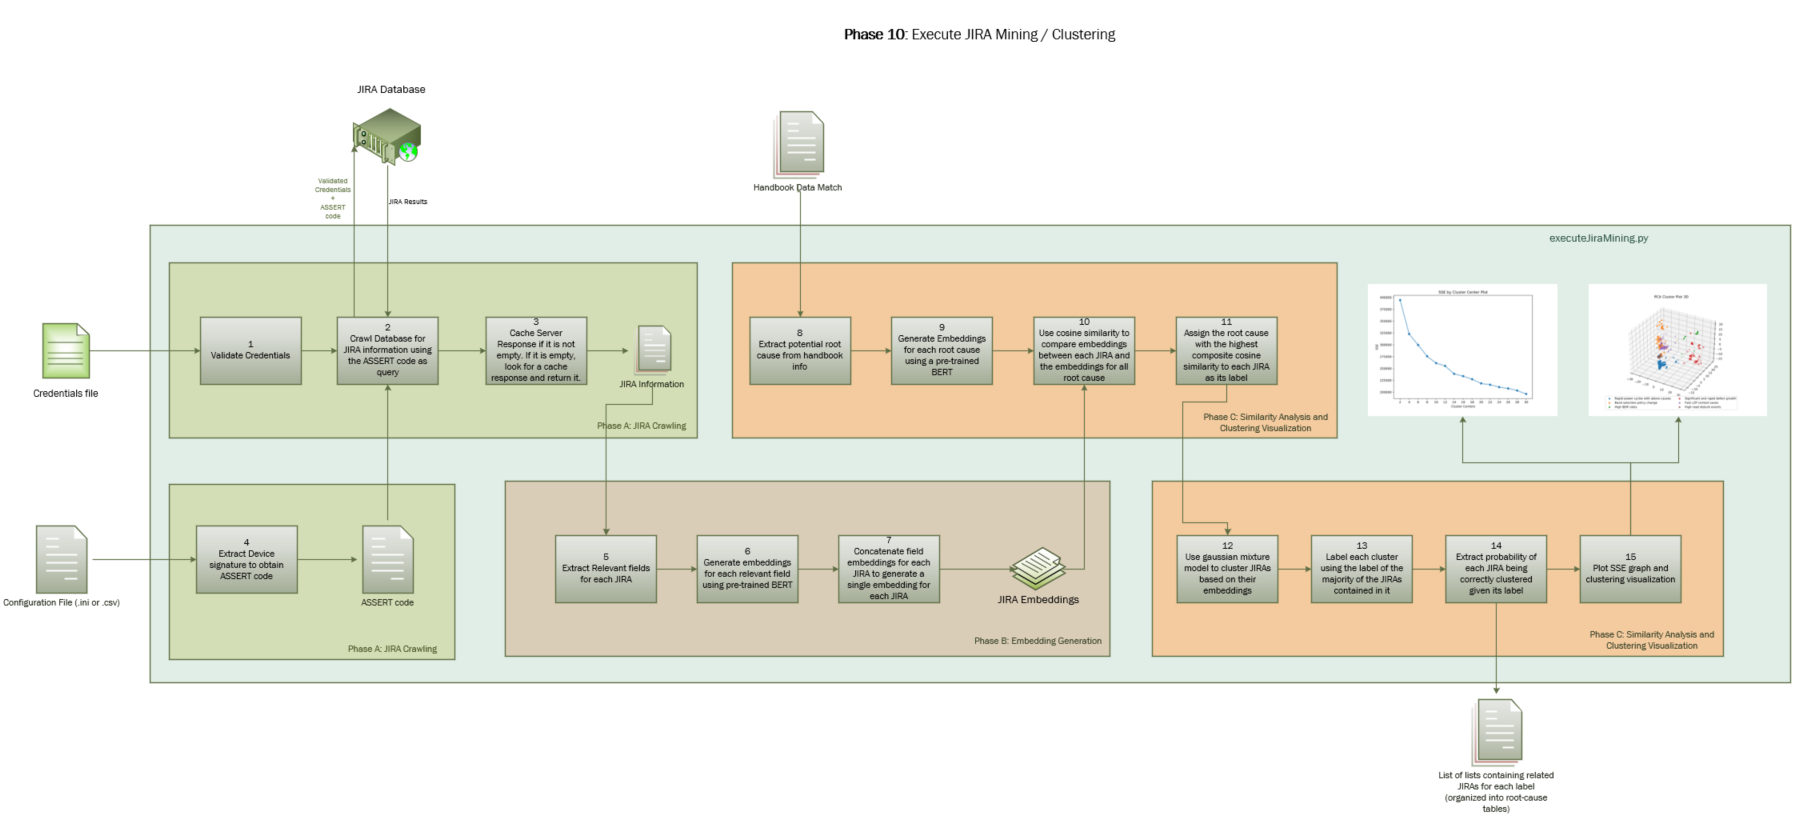 Phase 10: Execute JIRA Mining / Clustering
JIRA Database
Validated
Credentials
+
ASSERT
code
JIRA Results
Handbook Data Match
executeJiraMining.py
Credentials file
1
Validate Credentials
2
Crawl Database for
JIRA information using
the ASSERT code as
query
3
Cache Server
Response if it is not
empty. If it is empty,
look for a cache
response and return it.
JIRA Information
Phase A: JIRA Crawling
8
Extract potential root
cause from handbook
info
9
Generate Embeddings
for each root cause
using a pre-trained
BERT
10
Use cosine similarity to
compare embeddings
between each JIRA and
the embeddings for all
root cause
11
Assign the root cause
with the highest
composite cosine
similarity to each JIRA
as its label
Phase C: Similarity Analysis and
Clustering Visualization
SSE by Cluster Center Plot
Cluster Centers
PCA Cluster Plot 3D
Configuration File (.ini or .csv)
4
Extract Device
signature to obtain
ASSERT code
ASSERT code
Phase A: JIRA Crawling
5
Extract Relevant fields
for each JIRA
6
Generate embeddings
for each relevant field
using pre-trained BERT
7
Concatenate field
embeddings for each
JIRA to generate a
single embedding for
each JIRA
JIRA Embeddings
Phase B: Embedding Generation
12
Use gaussian mixture
model to cluster JIRAs
based on their
embeddings
13
Label each cluster
using the label of the
majority of the JIRAs
contained in it
14
Extract probability of
each JIRA being
correctly clustered
given its label
15
Plot SSE graph and
clustering visualization
Phase C: Similarity Analysis and
Clustering Visualization
List of lists containing related
JIRAs for each label
(organized into root-cause
tables)